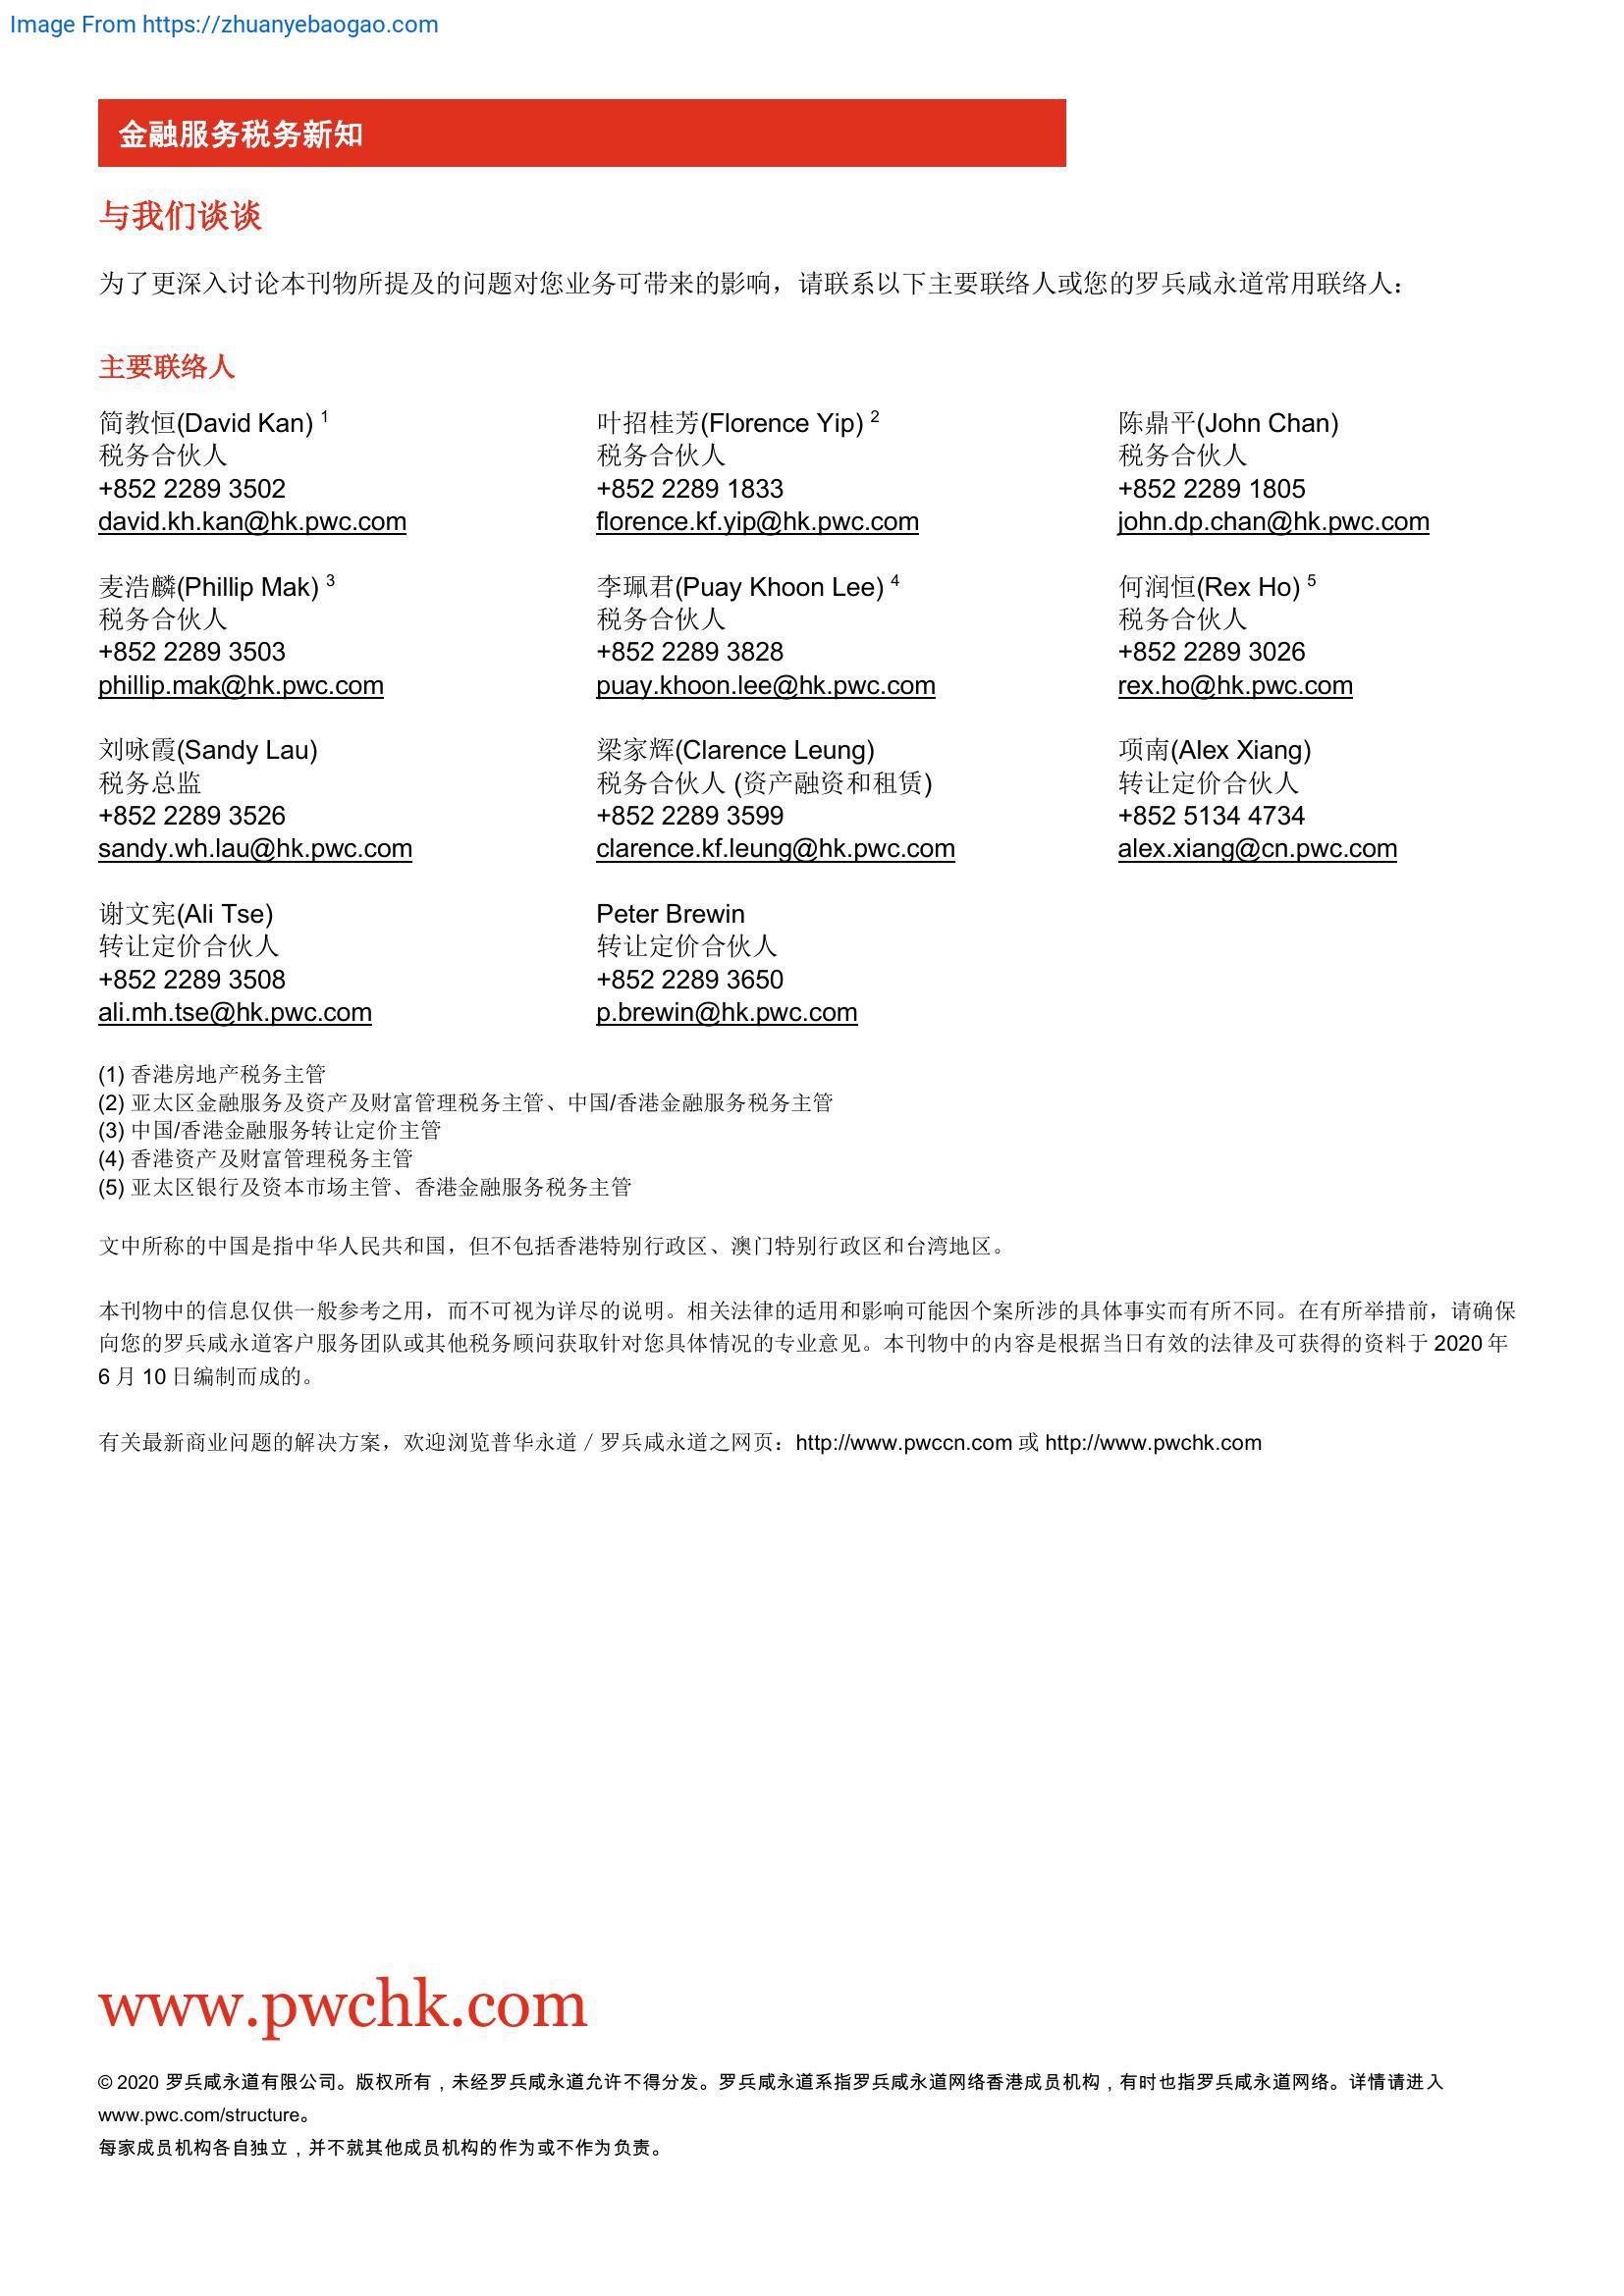 Image From https://zhuanyebaogao.com
金融服务税务新知
与我们谈谈
为了更深入讨论本刊物所提及的问题对您业务可带来的影响，请联系以下主要联络人或您的罗兵咸永道常用联络人：
主要联络人
简教恒(David Kan) 1
税务合伙人
+852 2289 3502
david.kh.kan@hk.pwc.com
叶招桂芳(Florence Yip) 2
税务合伙人
+852 2289 1833
florence.kf.yip@hk.pwc.com
陈鼎平(John Chan)
税务合伙人
+852 2289 1805
john.dp.chan@hk.pwc.com
麦浩麟(Phillip Mak) 3
税务合伙人
+852 2289 3503
phillip.mak@hk.pwc.com
李珮君(Puay Khoon Lee) 4
税务合伙人
+852 2289 3828
puay.khoon.lee@hk.pwc.com
何润恒(Rex Ho) 5
税务合伙人
+852 2289 3026
rex.ho@hk.pwc.com
刘咏霞(Sandy Lau)
税务总监
+852 2289 3526
sandy.wh.lau@hk.pwc.com
梁家辉(Clarence Leung)
税务合伙人 (资产融资和租赁)
+852 2289 3599
clarence.kf.leung@hk.pwc.com
项南(Alex Xiang)
转让定价合伙人
+852 5134 4734
alex.xiang@cn.pwc.com
谢文宪(Ali Tse)
转让定价合伙人
+852 2289 3508
ali.mh.tse@hk.pwc.com
Peter Brewin
转让定价合伙人
+852 2289 3650
p.brewin@hk.pwc.com
(1) 香港房地产税务主管
(2) 亚太区金融服务及资产及财富管理税务主管、中国/香港金融服务税务主管
(3) 中国/香港金融服务转让定价主管
(4) 香港资产及财富管理税务主管
(5) 亚太区银行及资本市场主管、香港金融服务税务主管
文中所称的中国是指中华人民共和国，但不包括香港特别行政区、澳门特别行政区和台湾地区。
本刊物中的信息仅供一般参考之用，而不可视为详尽的说明。相关法律的适用和影响可能因个案所涉的具体事实而有所不同。在有所举措前，请确保
向您的罗兵咸永道客户服务团队或其他税务顾问获取针对您具体情况的专业意见。本刊物中的内容是根据当日有效的法律及可获得的资料于 2020 年
6 月 10 日编制而成的。
有关最新商业问题的解决方案，欢迎浏览普华永道 / 罗兵咸永道之网页：http://www.pwccn.com 或 http://www.pwchk.com
www.pwchk.com
© 2020 罗兵咸永道有限公司。版权所有，未经罗兵咸永道允许不得分发。罗兵咸永道系指罗兵咸永道网络香港成员机构，有时也指罗兵咸永道网络。详情请进入
www.pwc.com/structure。
每家成员机构各自独立，并不就其他成员机构的作为或不作为负责。